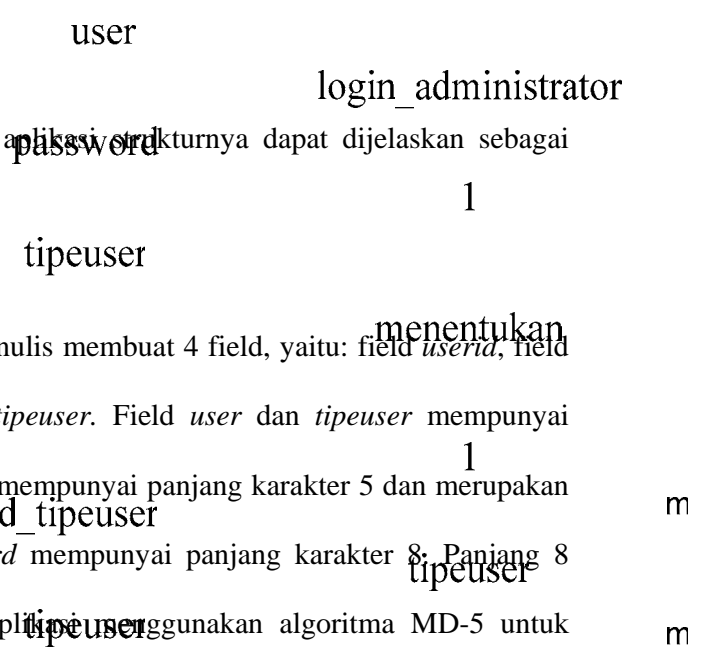 user
login_administrator
aplikasi strukturnya dapat dijelaskan sebagai
password
1
tipeuser
menentukan
nulis membuat 4 field, yaitu: field userid, field
tipeuser. Field user dan tipeuser mempunyai
1
mempunyai panjang karakter 5 dan merupakan
d_tipeuser
m
rd mempunyai panjang karakter 8. Panjang 8
tipeuser
plikasi menggunakan algoritma MD-5 untuk
tipeuser
m